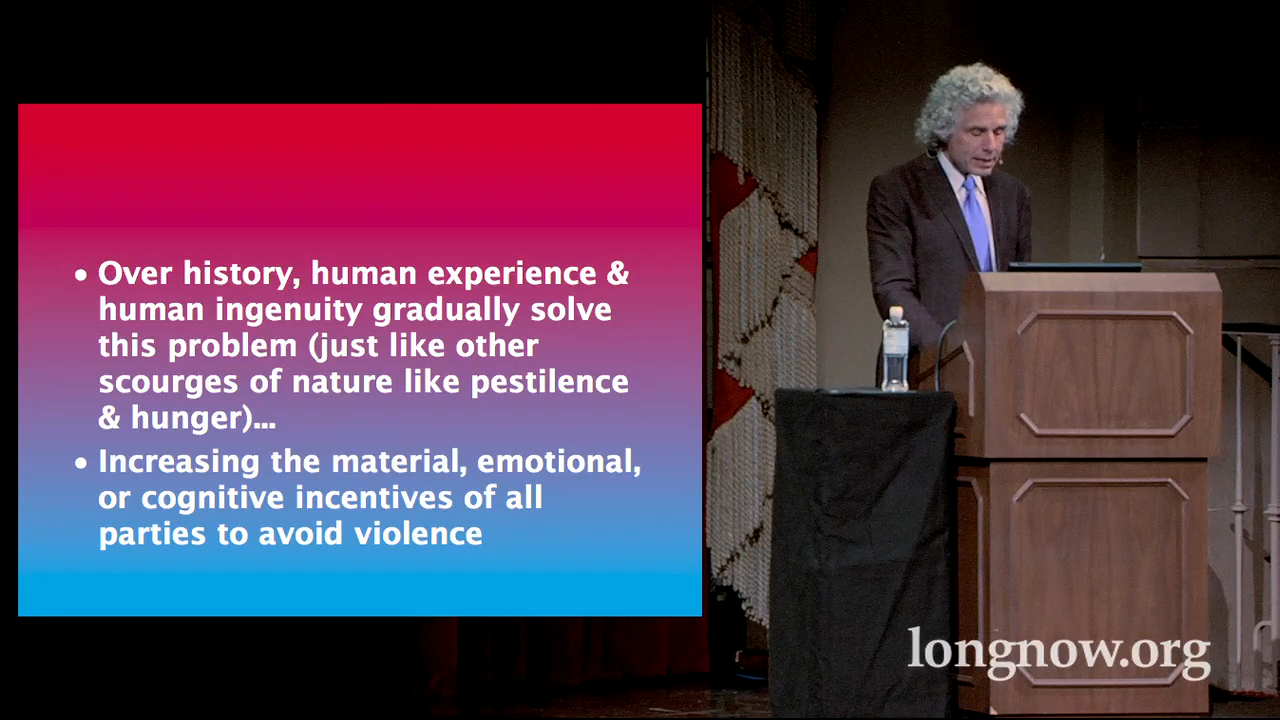 • Over history, human experience &
human ingenuity gradually solve
this problem (just like other
scourges of nature like pestilence
& hunger)...
• Increasing the material, emotional,
or cognitive incentives of all
parties to avoid violence
longnow.org